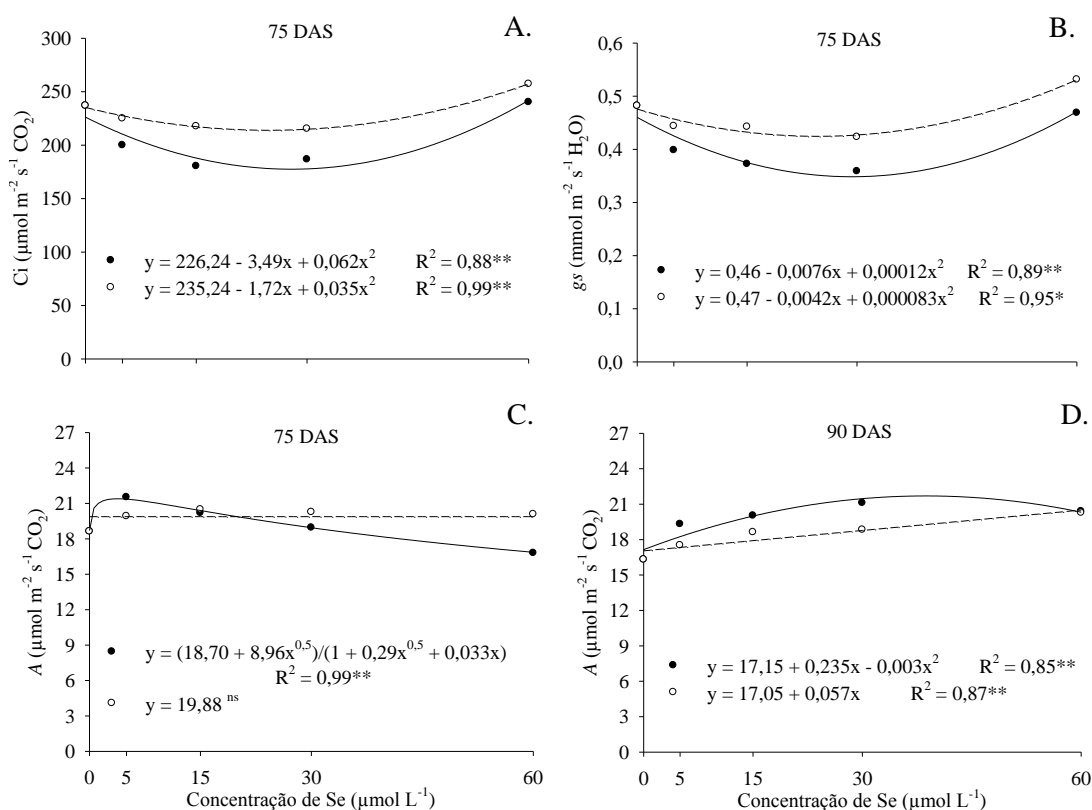 75 DAS
A.
300
250
200
150
100
50
0
Ci (µmol m⁻² s⁻¹ CO₂)
● y = 226,24 - 3,49x + 0,062x² R² = 0,88**
○ y = 235,24 - 1,72x + 0,035x² R² = 0,99**
75 DAS
B.
0,6
0,5
0,4
0,3
0,2
0,1
0,0
gs (mmol m⁻² s⁻¹ H₂O)
● y = 0,46 - 0,0076x + 0,00012x² R² = 0,89**
○ y = 0,47 - 0,0042x + 0,000083x² R² = 0,95*
75 DAS
C.
27
24
21
18
15
12
9
6
3
0
A (µmol m⁻² s⁻¹ CO₂)
● y = (18,70 + 8,96x⁰,⁵)/(1 + 0,29x⁰,⁵ + 0,033x)
R² = 0,99**
○ y = 19,88 ⁿˢ
0 5 15 30 60
Concentração de Se (µmol L⁻¹)
90 DAS
D.
27
24
21
18
15
12
9
6
3
0
A (µmol m⁻² s⁻¹ CO₂)
● y = 17,15 + 0,235x - 0,003x² R² = 0,85**
○ y = 17,05 + 0,057x R² = 0,87**
0 5 15 30 60
Concentração de Se (µmol L⁻¹)